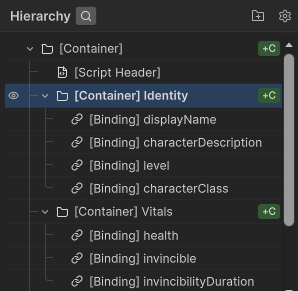 Hierarchy
[Container] +C
[Script Header]
[Container] Identity +C
[Binding] displayName
[Binding] characterDescription
[Binding] level
[Binding] characterClass
[Container] Vitals +C
[Binding] health
[Binding] invincible
[Binding] invincibilityDuration